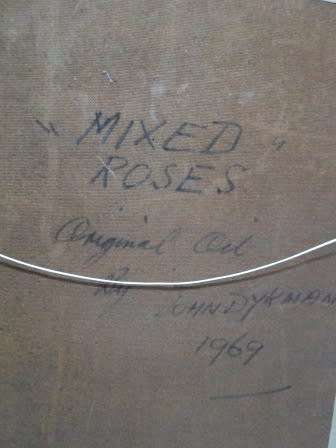 "MIXED"
ROSES
Original Oil
By JOHN DYKMAN
1969